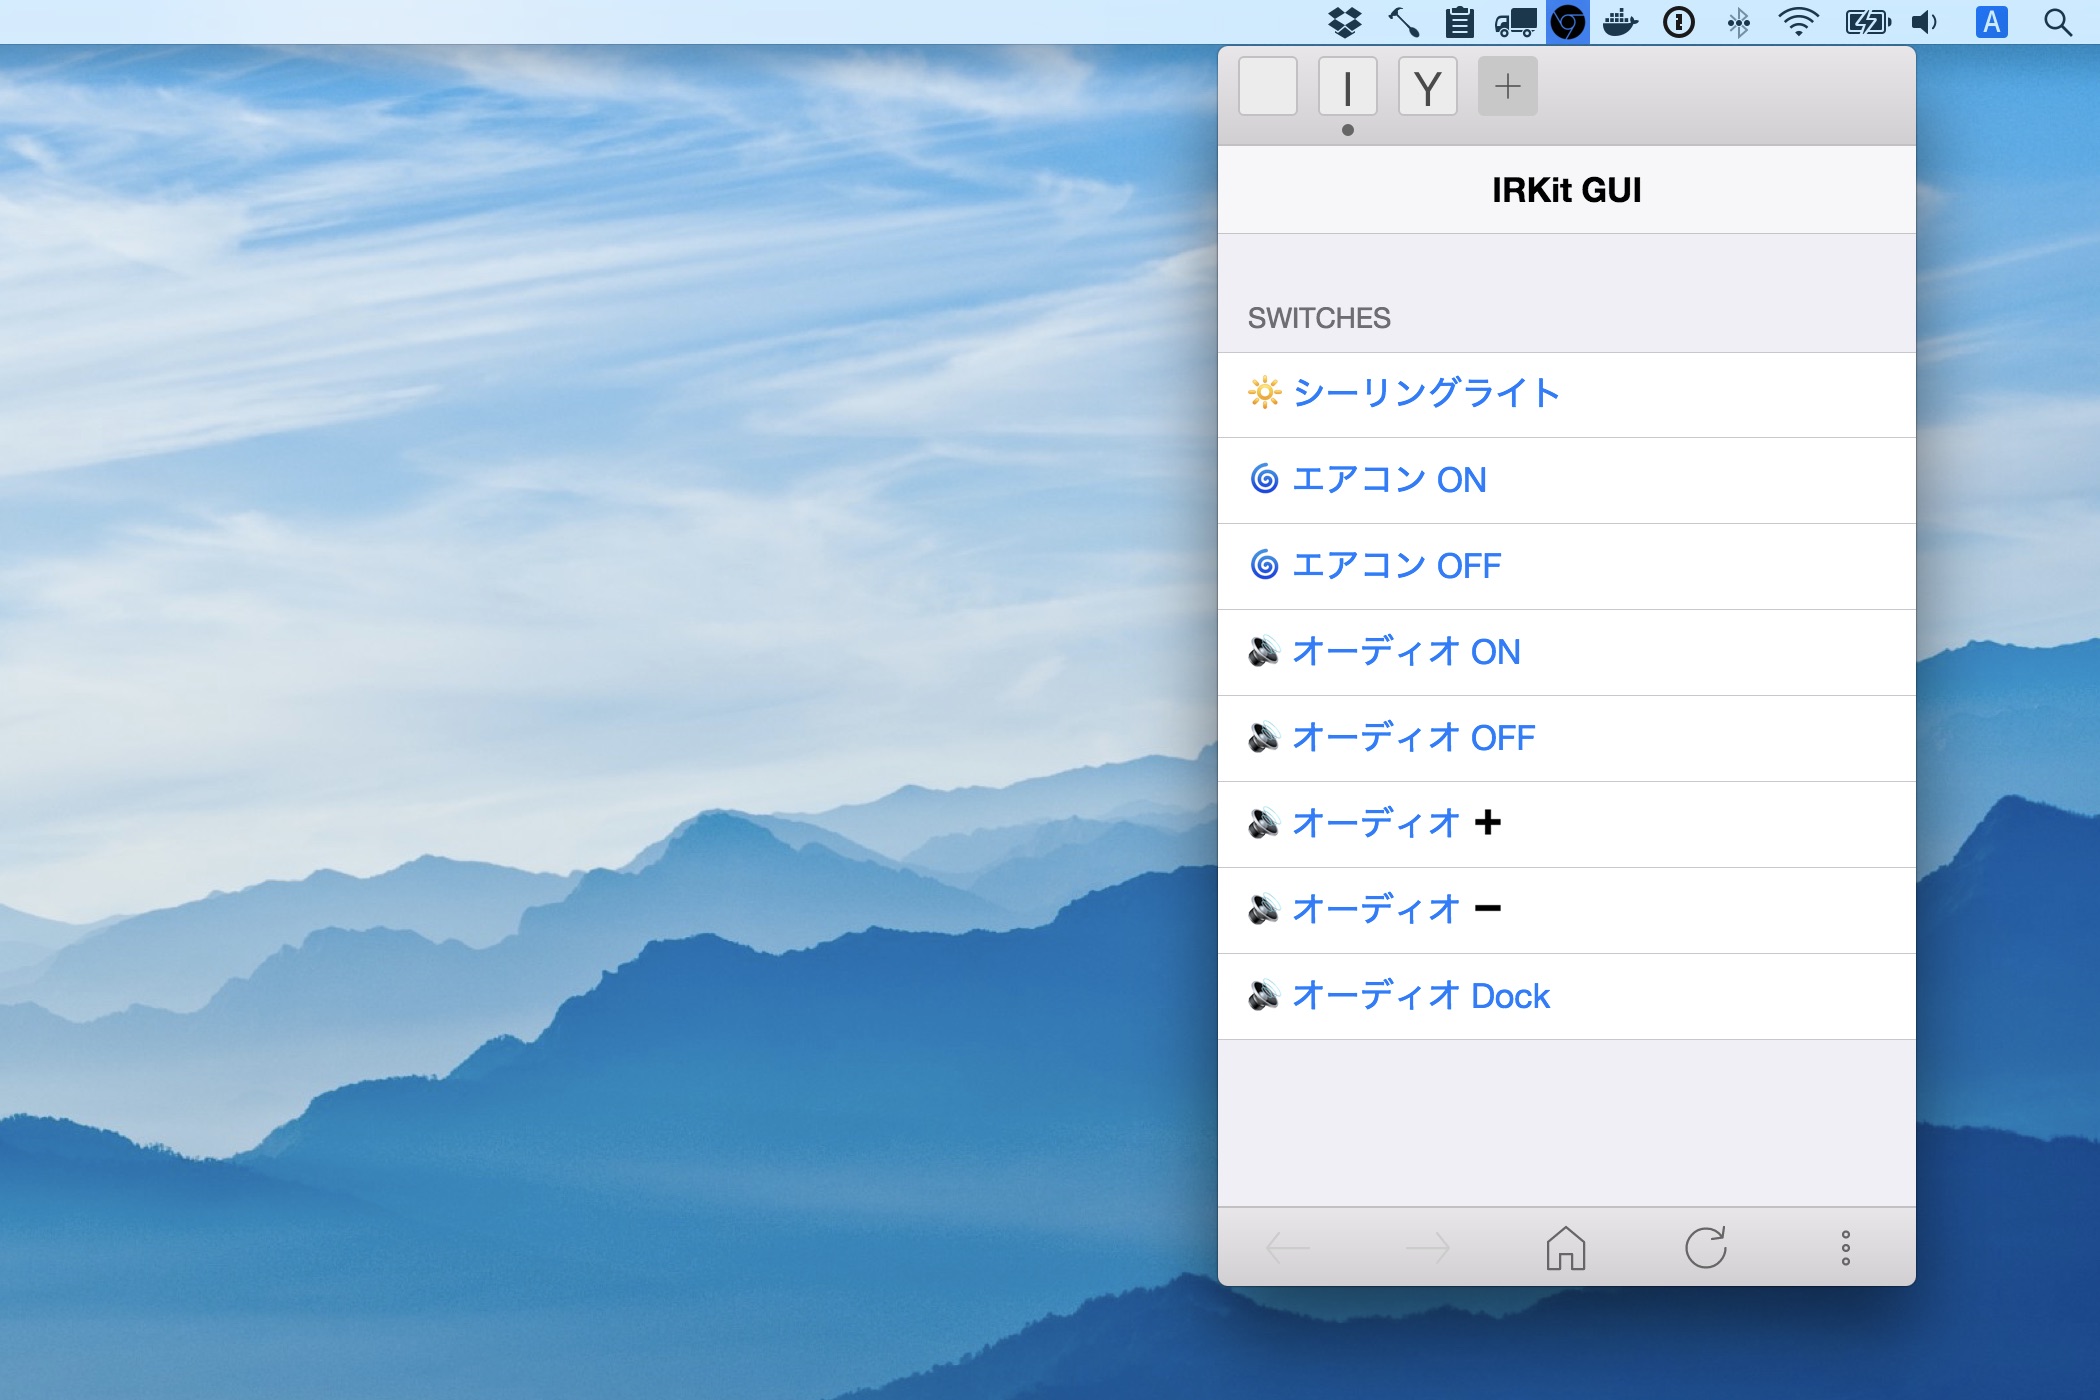 A
I Y +
IRKit GUI
SWITCHES
🔆 シーリングライト
🌀 エアコン ON
🌀 エアコン OFF
🔊 オーディオ ON
🔊 オーディオ OFF
🔊 オーディオ ➕
🔊 オーディオ ➖
🔊 オーディオ Dock